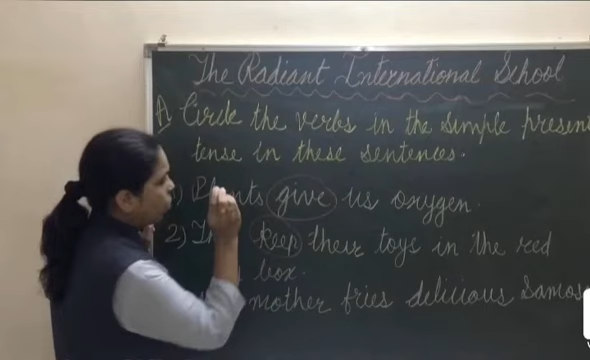 The Radiant International School
A Circle the verbs in the simple present
tense in these sentences.
) Plants give us oxygen.
2) keep their toys in the red
box.
mother fries delicious Samos